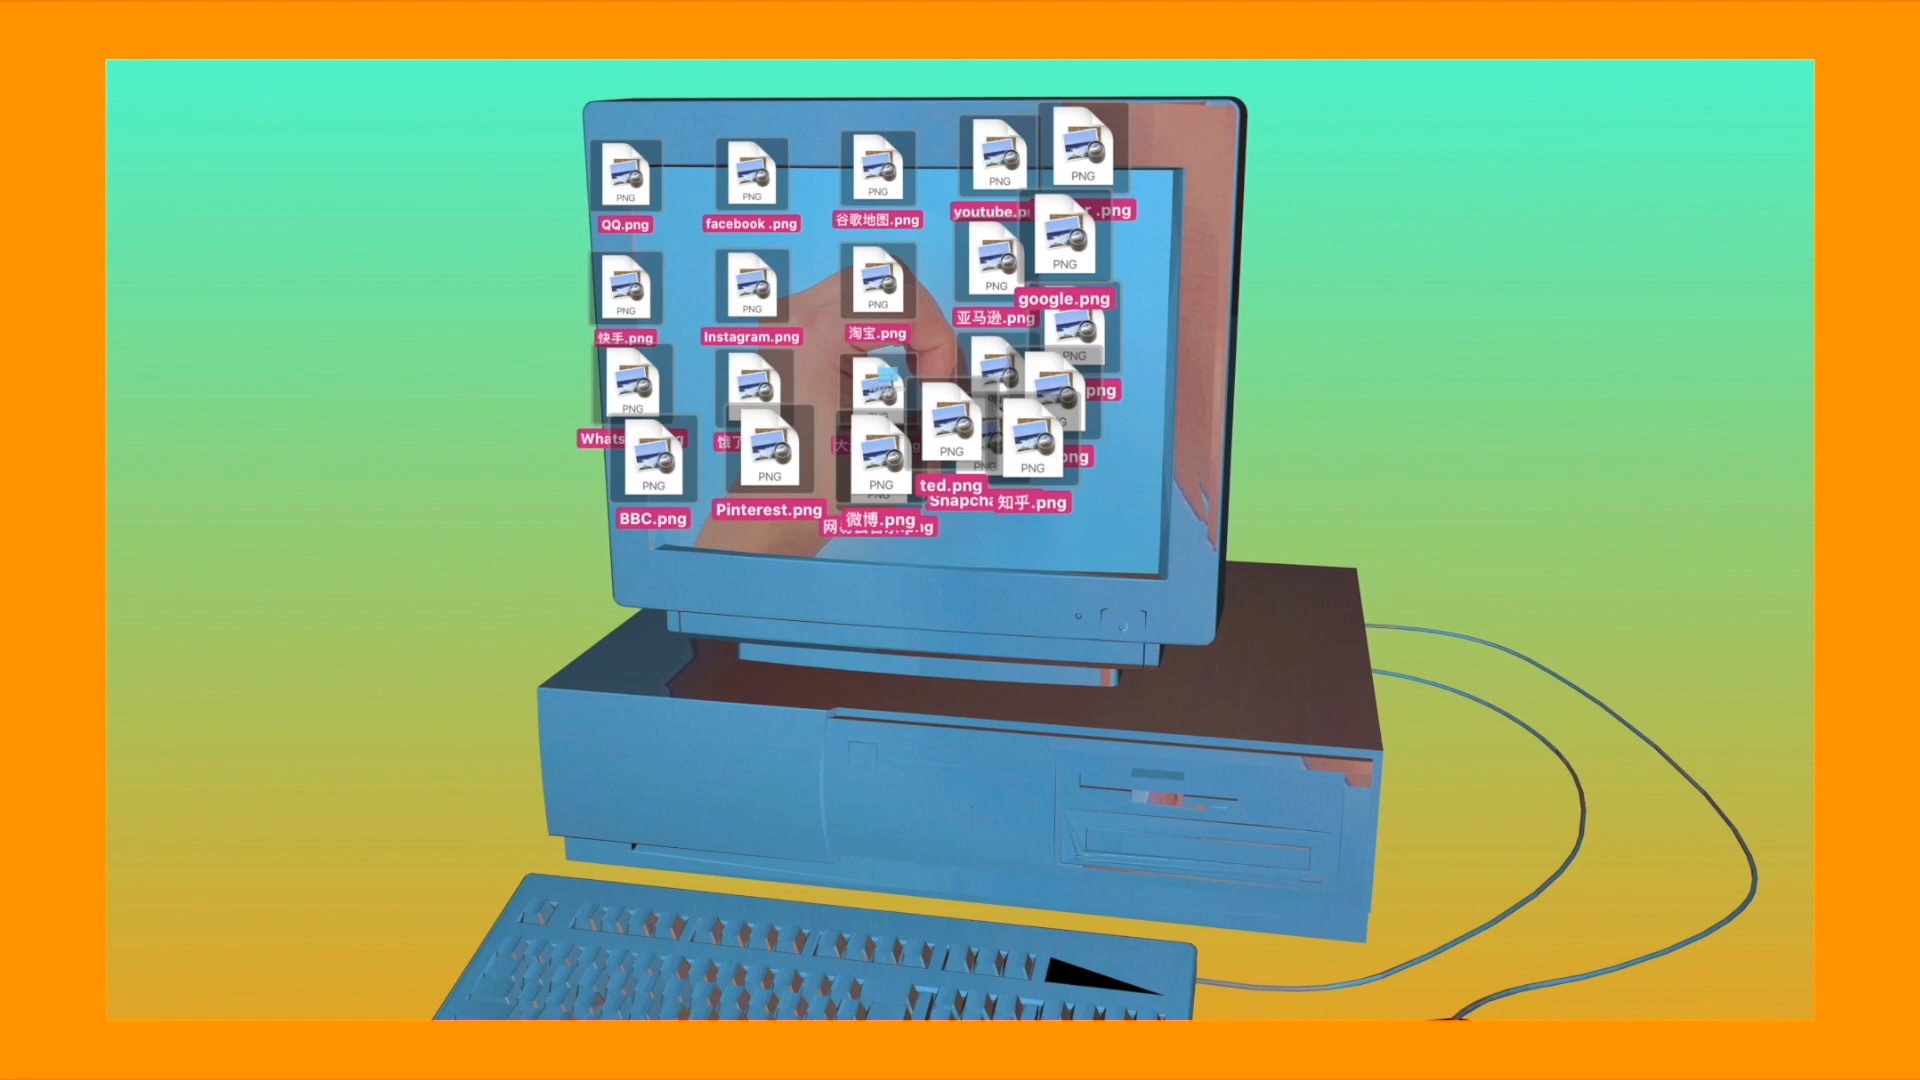 PNG
QQ.png
PNG
facebook .png
PNG
谷歌地图.png
PNG
youtube.
PNG
.png
PNG
快手.png
PNG
Instagram.png
PNG
淘宝.png
PNG
亚马逊.png
PNG
google.png
PNG
png
PNG
Whats
PNG
BBC.png
PNG
Pinterest.png
PNG
微博.png
PNG
ted.png
PNG
PNG
知乎.png